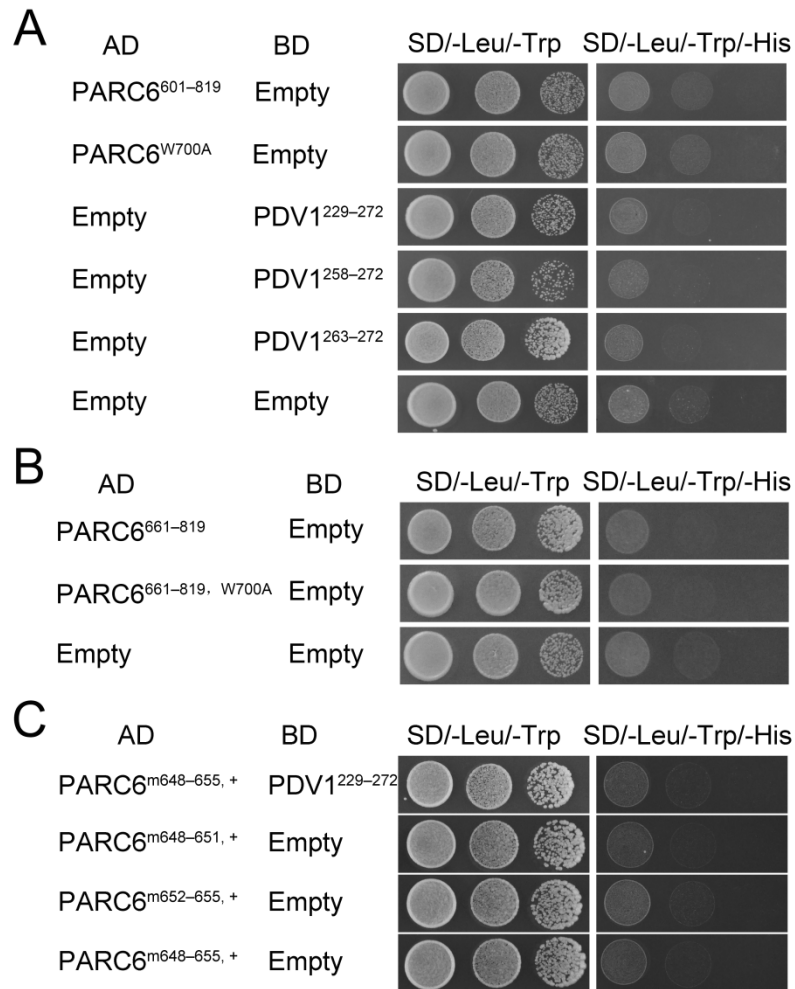 A
AD BD SD/-Leu/-Trp SD/-Leu/-Trp/-His
PARC6⁶⁰¹⁻⁸¹⁹ Empty
PARC6ᵂ⁷⁰⁰ᴬ Empty
Empty PDV1²²⁹⁻²⁷²
Empty PDV1²⁵⁸⁻²⁷²
Empty PDV1²⁶³⁻²⁷²
Empty Empty
B
AD BD SD/-Leu/-Trp SD/-Leu/-Trp/-His
PARC6⁶⁶¹⁻⁸¹⁹ Empty
PARC6⁶⁶¹⁻⁸¹⁹, ᵂ⁷⁰⁰ᴬ Empty
Empty Empty
C
AD BD SD/-Leu/-Trp SD/-Leu/-Trp/-His
PARC6ᵐ⁶⁴⁸⁻⁶⁵⁵, ⁺ PDV1²²⁹⁻²⁷²
PARC6ᵐ⁶⁴⁸⁻⁶⁵¹, ⁺ Empty
PARC6ᵐ⁶⁵²⁻⁶⁵⁵, ⁺ Empty
PARC6ᵐ⁶⁴⁸⁻⁶⁵⁵, ⁺ Empty